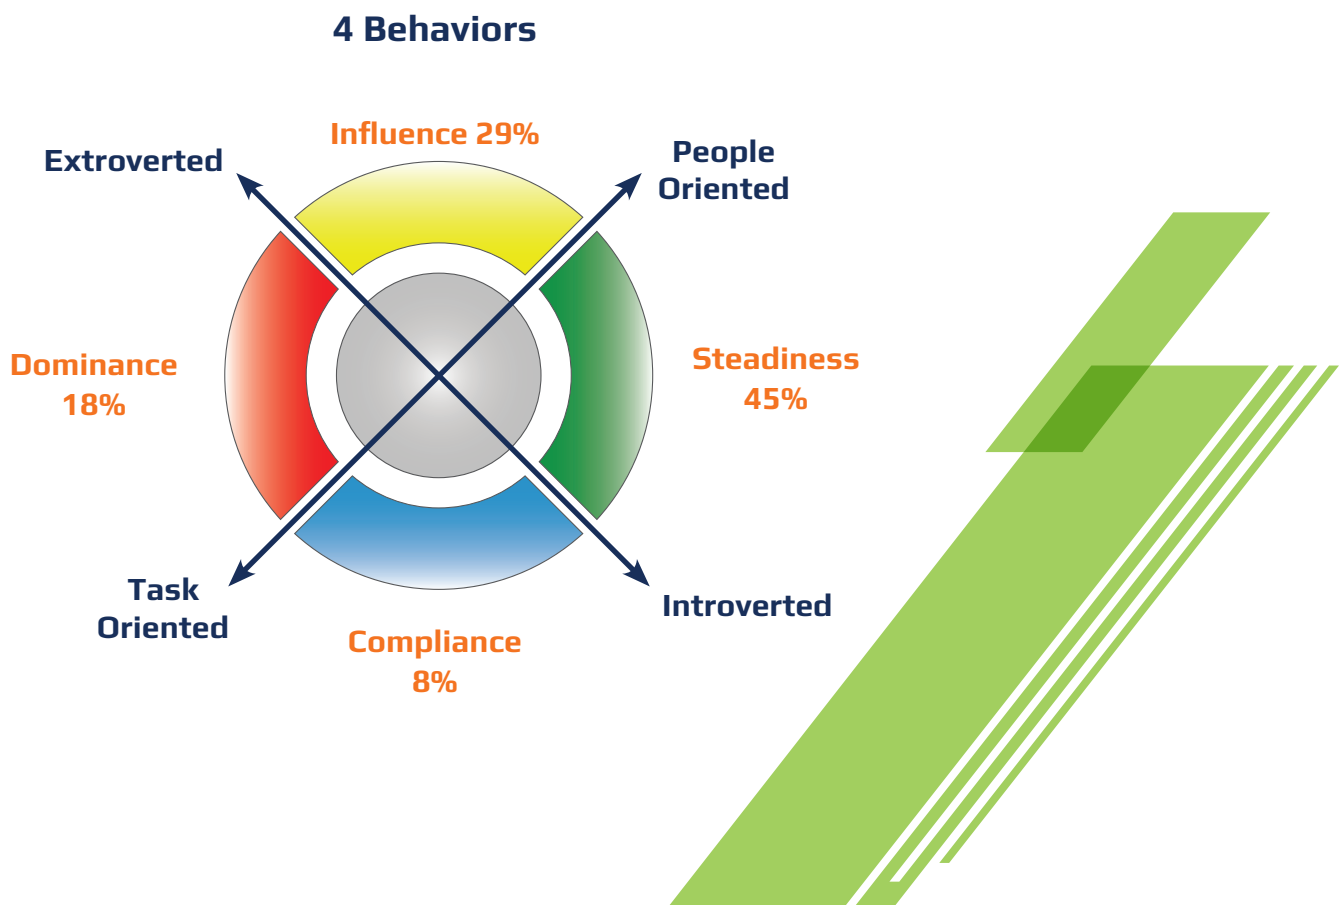 4 Behaviors
Influence 29%
Extroverted
People
Oriented
Dominance
18%
Steadiness
45%
Task
Oriented
Introverted
Compliance
8%